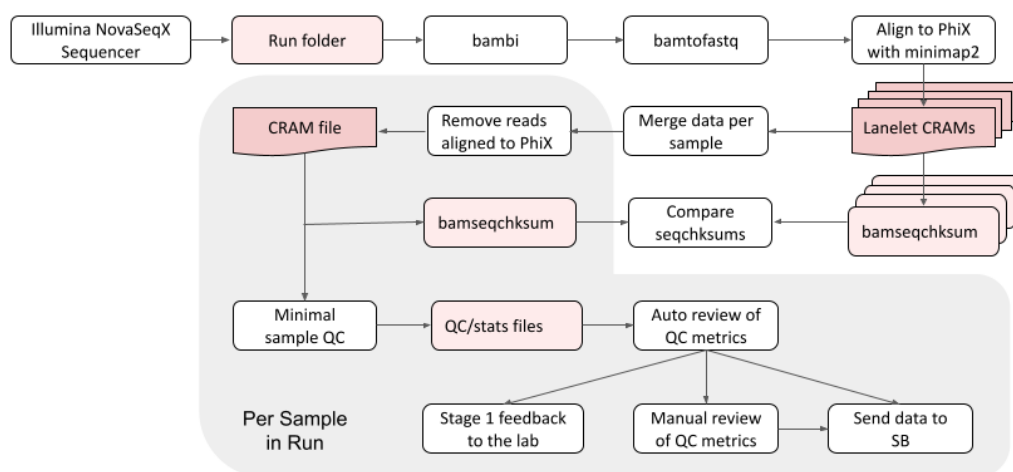 Illumina NovaSeqX
Sequencer
Run folder
bambi
bamtofastq
Align to PhiX
with minimap2
CRAM file
Remove reads
aligned to PhiX
Merge data per
sample
Lanelet CRAMs
bamseqchksum
Compare
seqchksums
bamseqchksum
Minimal
sample QC
QC/stats files
Auto review of
QC metrics
Per Sample
in Run
Stage 1 feedback
to the lab
Manual review
of QC metrics
Send data to
SB